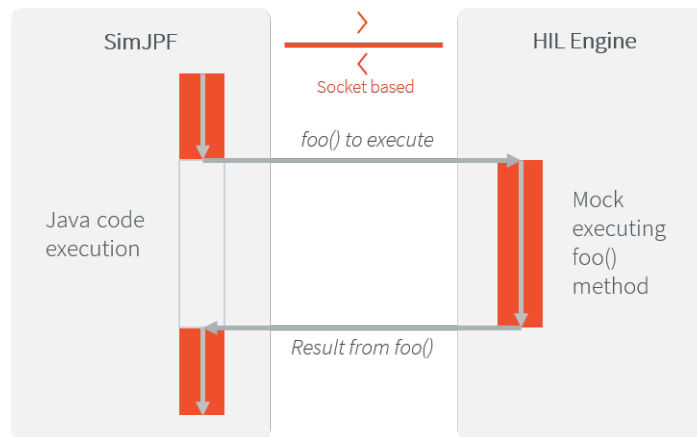 SimJPF
HIL Engine
Socket based
foo() to execute
Java code
execution
Mock
executing
foo()
method
Result from foo()